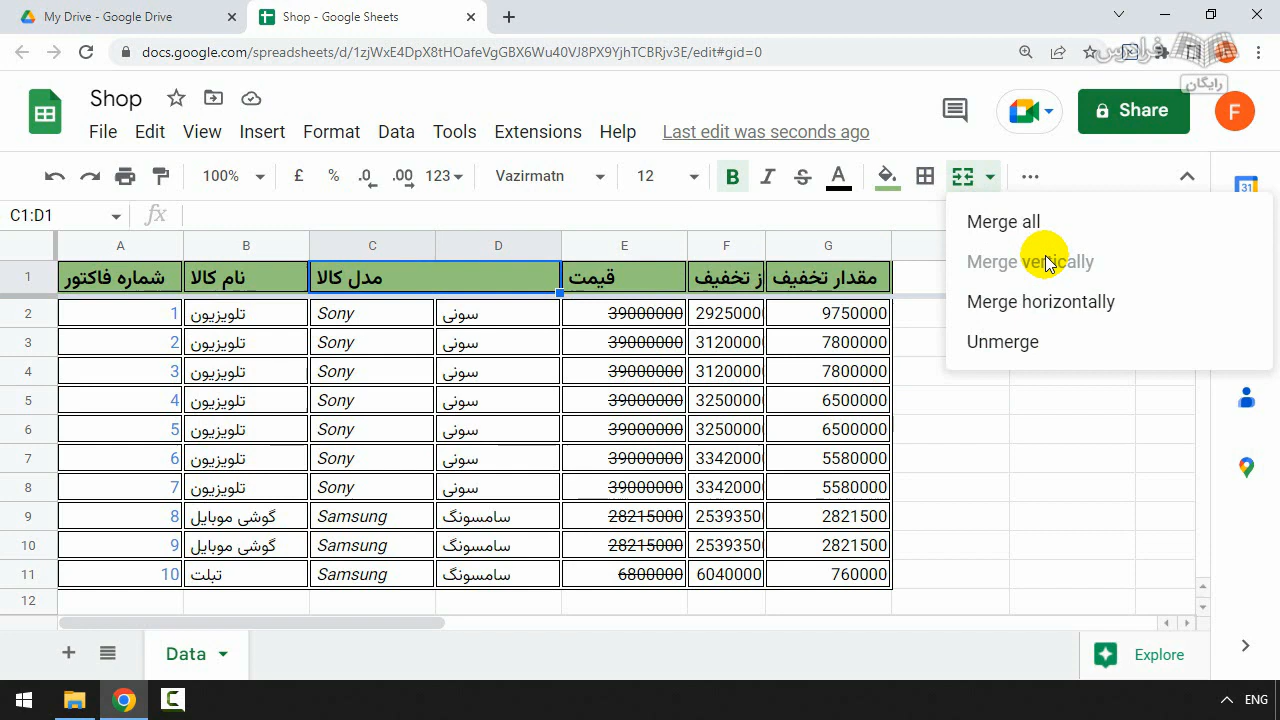 My Drive - Google Drive
Shop - Google Sheets
docs.google.com/spreadsheets/d/1zjWxE4DpX8tHOafeVgGBX6Wu40VJ8PX9YjhTCBRjv3E/edit#gid=0
فرادرس
رایگان
Shop
File Edit View Insert Format Data Tools Extensions Help Last edit was seconds ago
Share
F
100% £ % .0 .00 123 Vazirmatn 12 B I S A
31
C1:D1
fx
Merge all
Merge vertically
Merge horizontally
Unmerge
A B C D E F G
1 شماره فاکتور نام کالا مدل کالا قیمت ز تخفیف مقدار تخفیف
2 1 تلویزیون Sony سونی 39000000 2925000 9750000
3 2 تلویزیون Sony سونی 39000000 3120000 7800000
4 3 تلویزیون Sony سونی 39000000 3120000 7800000
5 4 تلویزیون Sony سونی 39000000 3250000 6500000
6 5 تلویزیون Sony سونی 39000000 3250000 6500000
7 6 تلویزیون Sony سونی 39000000 3342000 5580000
8 7 تلویزیون Sony سونی 39000000 3342000 5580000
9 8 گوشی موبایل Samsung سامسونگ 28215000 2539350 2821500
10 9 گوشی موبایل Samsung سامسونگ 28215000 2539350 2821500
11 10 تبلت Samsung سامسونگ 6800000 6040000 760000
12
Data
Explore
ENG